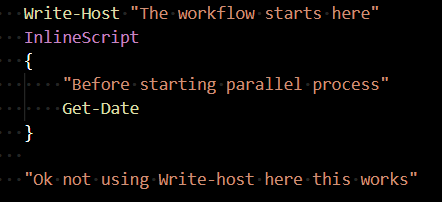 Write-Host "The workflow starts here"
InlineScript
{
"Before starting parallel process"
Get-Date
}
"Ok not using Write-host here this works"